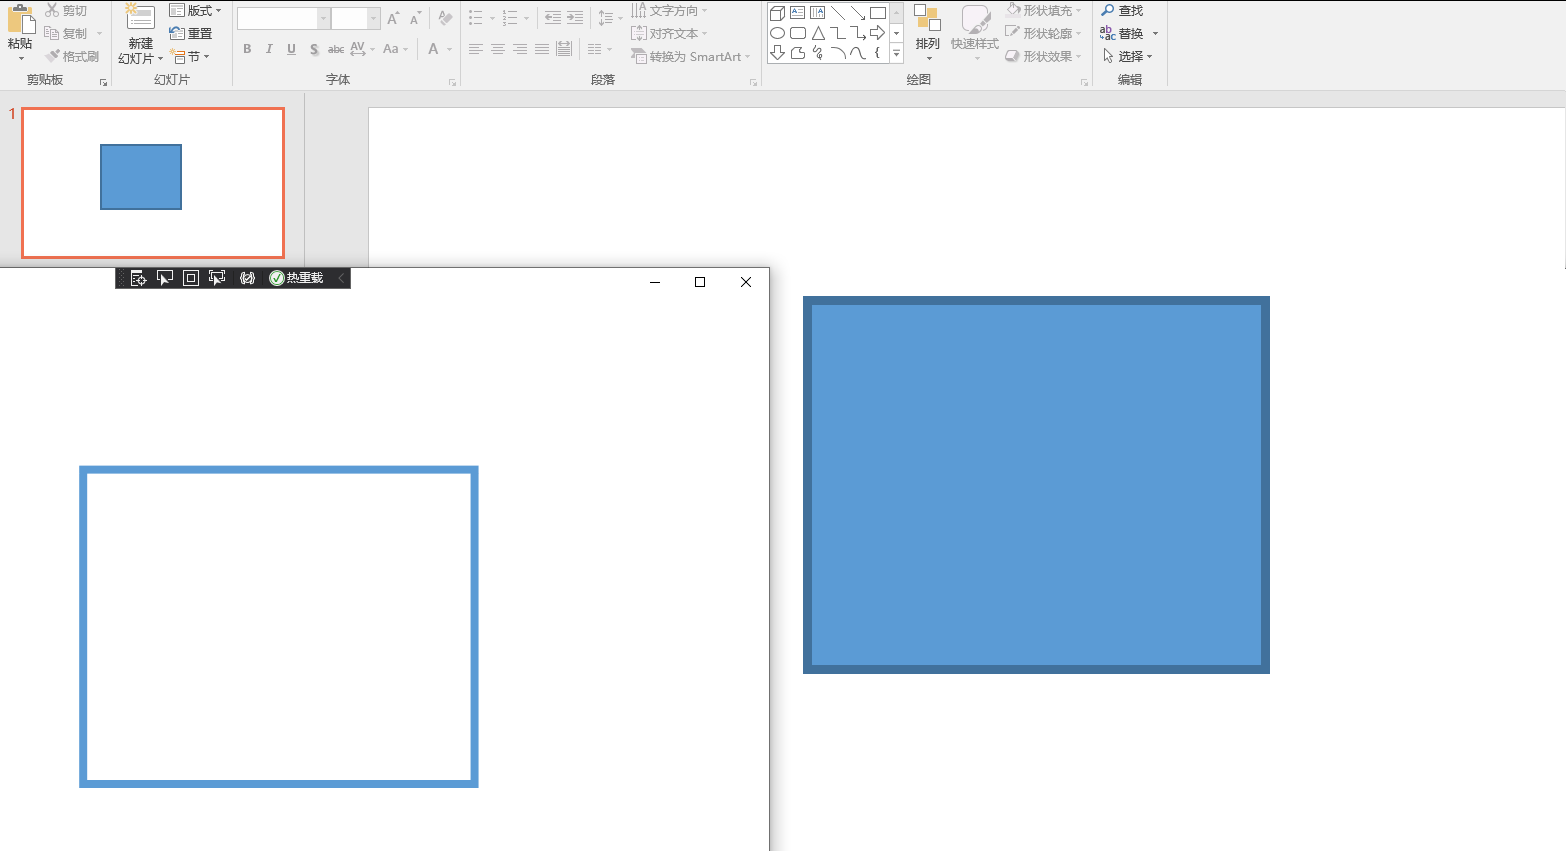 剪切
复制
格式刷
粘贴
剪贴板
新建
幻灯片
版式
重置
节
幻灯片
A A
B I U S abc AV Aa A
字体
文字方向
对齐文本
转换为 SmartArt
段落
排列
快速样式
形状填充
形状轮廓
形状效果
绘图
查找
替换
选择
编辑
1
热重载